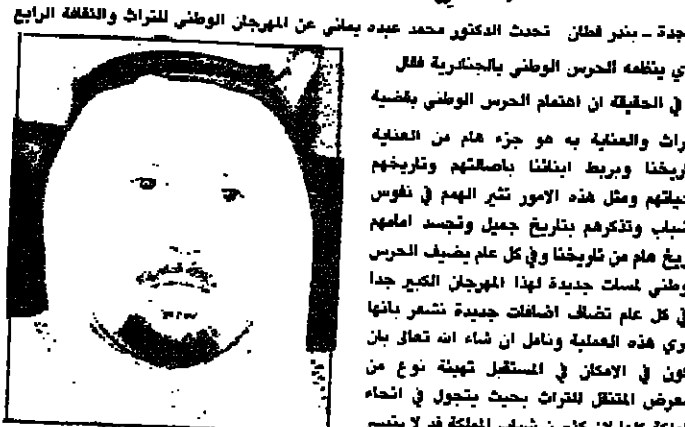 جدة – بندر قطان تحدث الدكتور محمد عبده يماني عن المهرجان الوطني للتراث والثقافة الرابع
ي ينظمه الحرس الوطني بالجنادرية فقال
في الحقيقة ان اهتمام الحرس الوطني بقضية
راث والعناية به هو جزء هام من العناية
اريخنا وبربط ابنائنا باصالتهم وتاريخهم
حياتهم ومثل هذه الامور تثير الهمم في نفوس
شباب وتذكرهم بتاريخ جميل وتجسد امامهم
ريخ هام من تاريخنا وفي كل عام يضيف الحرس
وطني لمسات جديدة لهذا المهرجان الكبير جدا
في كل عام تضاف اضافات جديدة نشعر بانها
ري هذه العملية ونامل ان شاء الله تعالى بان
كون في الامكان في المستقبل تهيئة نوع من
معرض المتنقل للتراث بحيث يتجول في انحاء